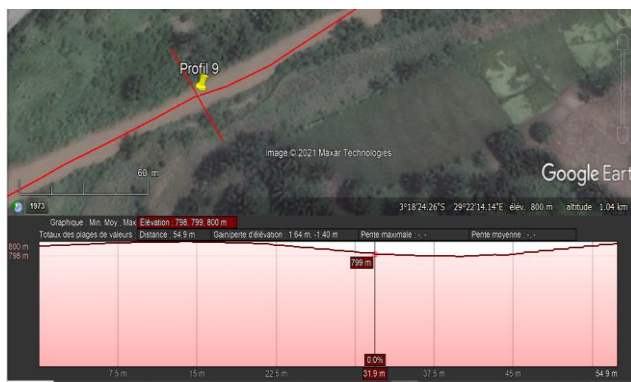 Profil 9
60 m
Image © 2021 Maxar Technologies
Google Eart
1973
3°18'24.26"S 29°22'14.14"E élev. 800 m altitude 1.04 km
Graphique : Min. Moy., Max Élévation : 798, 799, 800 m
Totaux des plages de valeurs : Distance : 54.9 m Gain/perte d'élévation : 1.64 m, -1.40 m Pente maximale : -, - Pente moyenne : -, -
800 m
798 m
799 m
0.0%
7.5 m 15 m 22.5 m 31.9 m 37.5 m 45 m 54.9 m